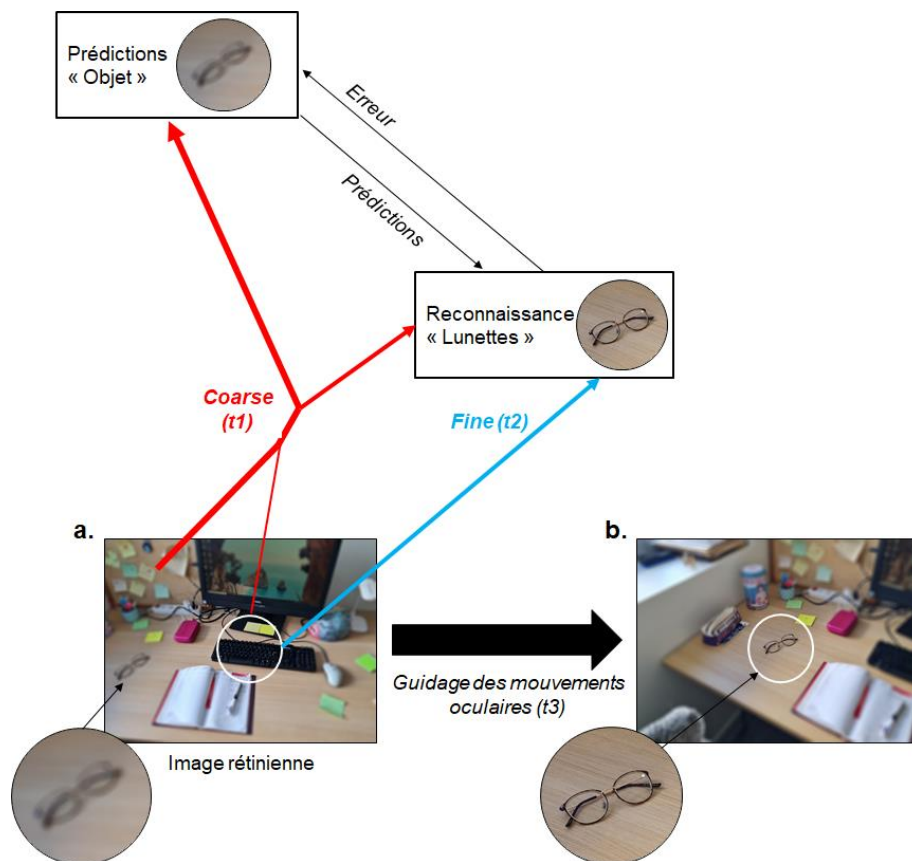 Prédictions
« Objet »
Erreur
Prédictions
Reconnaissance
« Lunettes »
Coarse
(t1)
Fine (t2)
a.
b.
Guidage des mouvements
oculaires (t3)
Image rétinienne